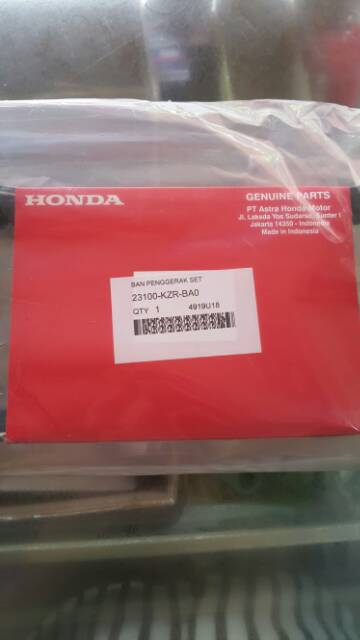 HONDA
GENUINE PARTS
PT Astra Honda Motor
Jl. Laksda Yos Sudarso, Sunter I
Jakarta 14350 - Indonesia
Made in Indonesia
BAN PENGGERAK SET
23100-KZR-BA0
QTY 1 4919U18